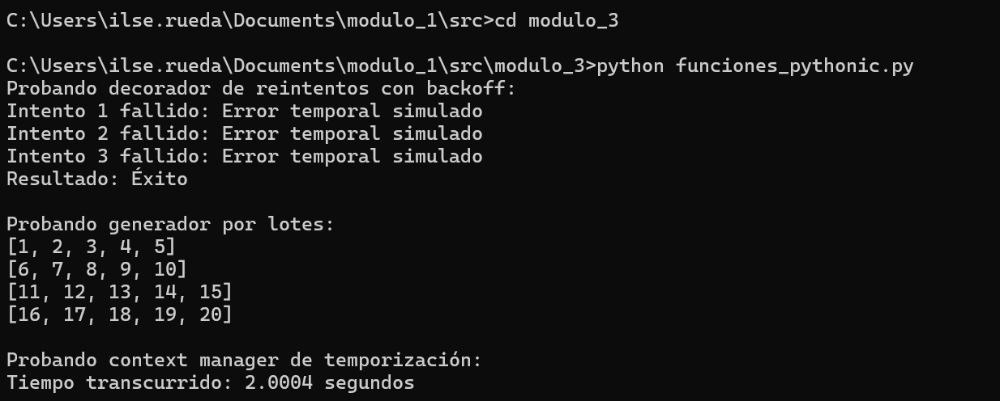 C:\Users\ilse.rueda\Documents\modulo_1\src>cd modulo_3
C:\Users\ilse.rueda\Documents\modulo_1\src\modulo_3>python funciones_pythonic.py
Probando decorador de reintentos con backoff:
Intento 1 fallido: Error temporal simulado
Intento 2 fallido: Error temporal simulado
Intento 3 fallido: Error temporal simulado
Resultado: Éxito
Probando generador por lotes:
[1, 2, 3, 4, 5]
[6, 7, 8, 9, 10]
[11, 12, 13, 14, 15]
[16, 17, 18, 19, 20]
Probando context manager de temporización:
Tiempo transcurrido: 2.0004 segundos